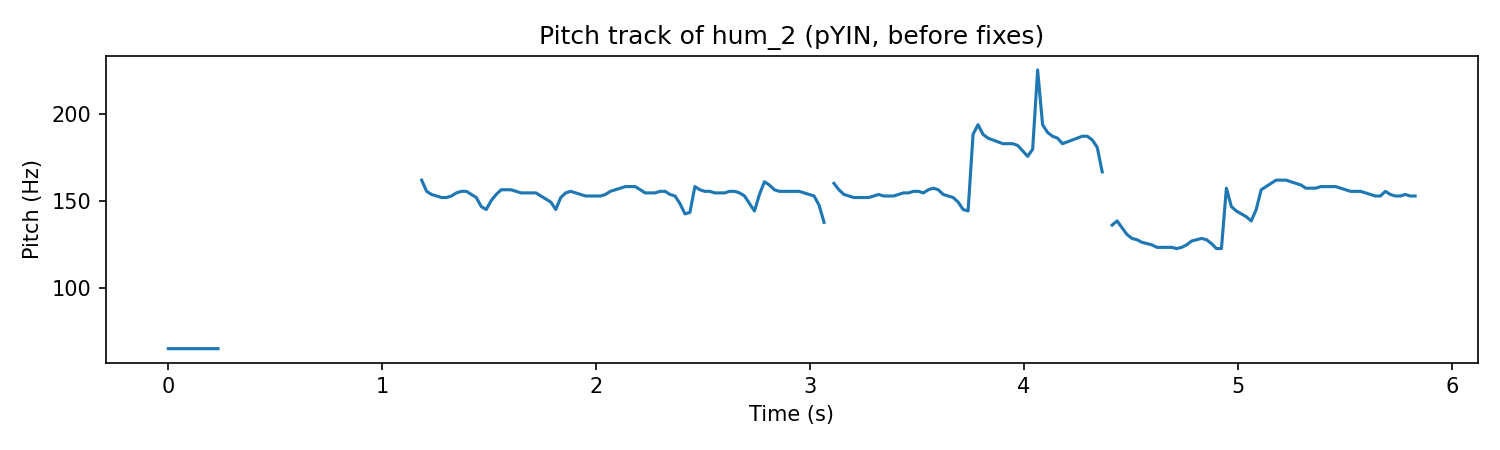 Pitch track of hum_2 (pYIN, before fixes)
Pitch (Hz)
200
150
100
0 1 2 3 4 5 6
Time (s)